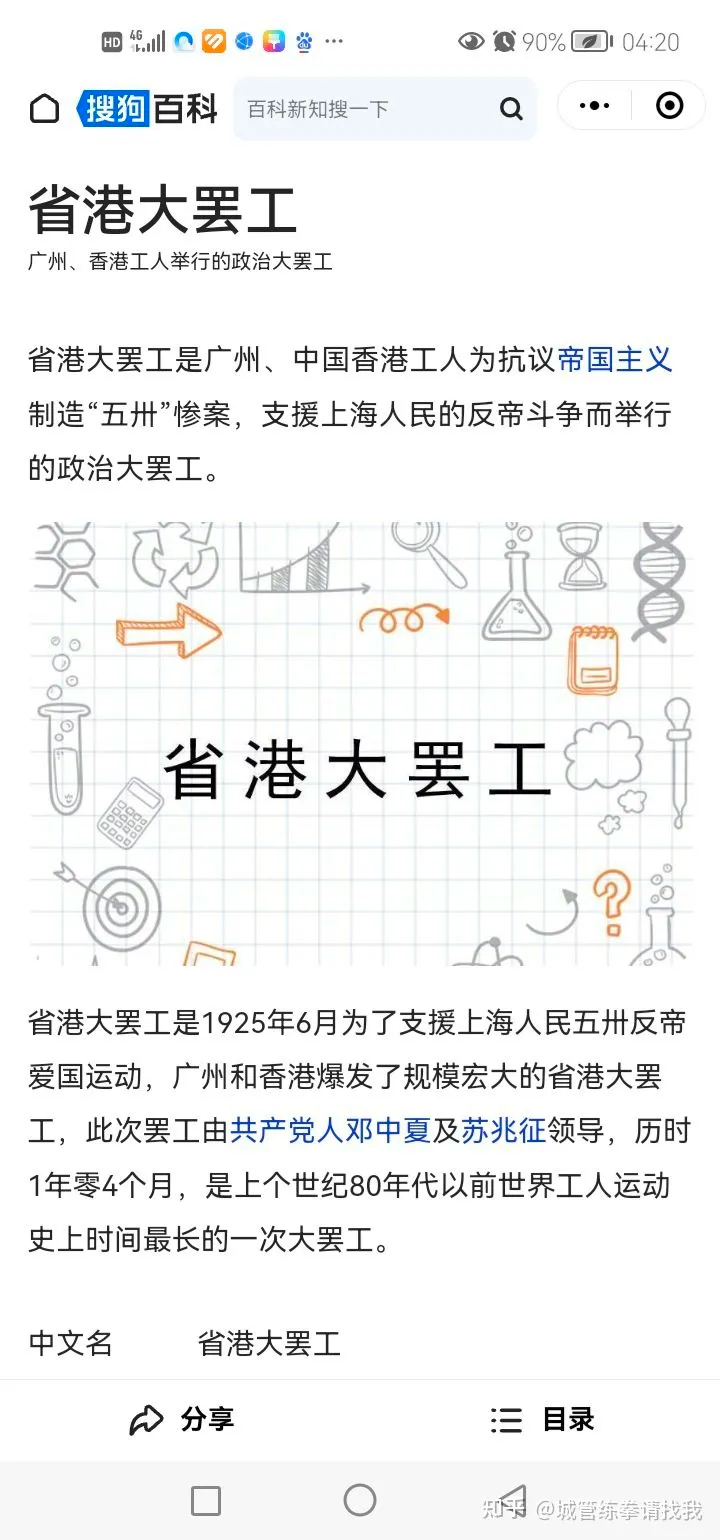 HD 4G 90% 04:20
搜狗百科 百科新知搜一下
省港大罢工
广州、香港工人举行的政治大罢工
省港大罢工是广州、中国香港工人为抗议帝国主义
制造“五卅”惨案，支援上海人民的反帝斗争而举行
的政治大罢工。
省港大罢工
省港大罢工是1925年6月为了支援上海人民五卅反帝
爱国运动，广州和香港爆发了规模宏大的省港大罢
工，此次罢工由共产党人邓中夏及苏兆征领导，历时
1年零4个月，是上个世纪80年代以前世界工人运动
史上时间最长的一次大罢工。
中文名 省港大罢工
分享 目录
知乎 @城管练拳请找我